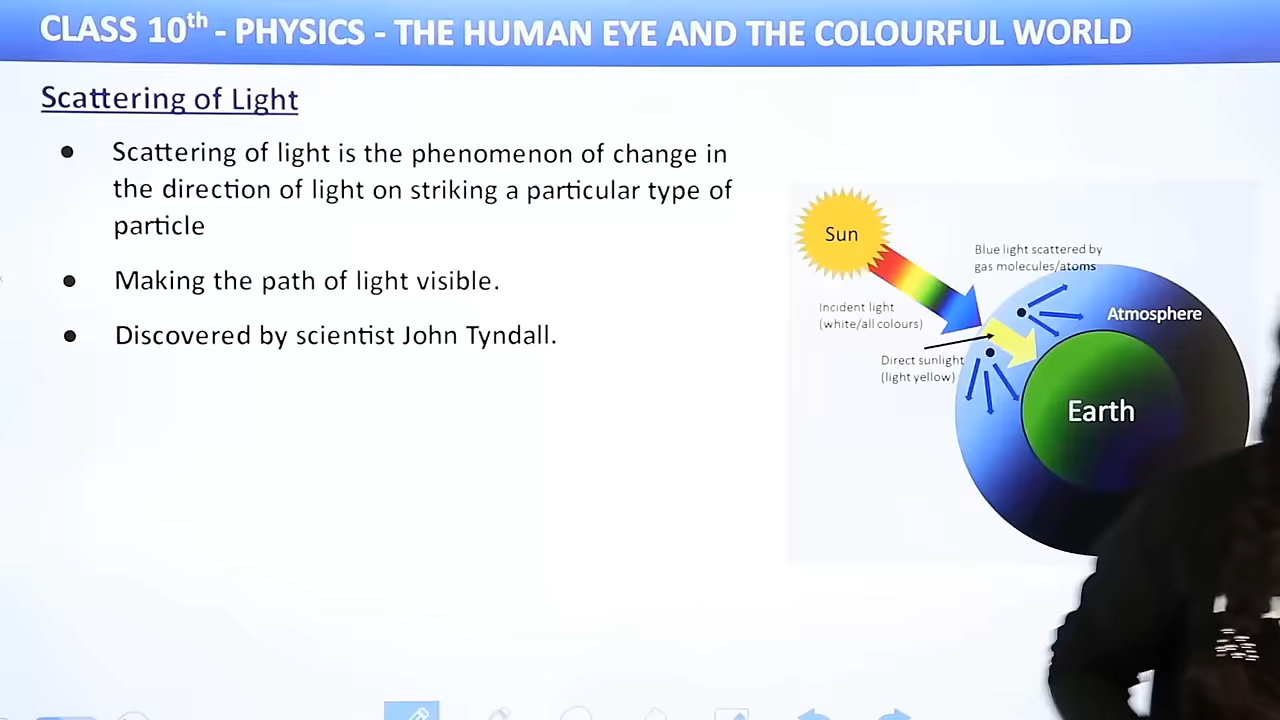 CLASS 10th - PHYSICS - THE HUMAN EYE AND THE COLOURFUL WORLD
Scattering of Light
● Scattering of light is the phenomenon of change in
the direction of light on striking a particular type of
particle
● Making the path of light visible.
● Discovered by scientist John Tyndall.
Sun
Blue light scattered by
gas molecules/atoms
Incident light
(white/all colours)
Atmosphere
Direct sunlight
(light yellow)
Earth